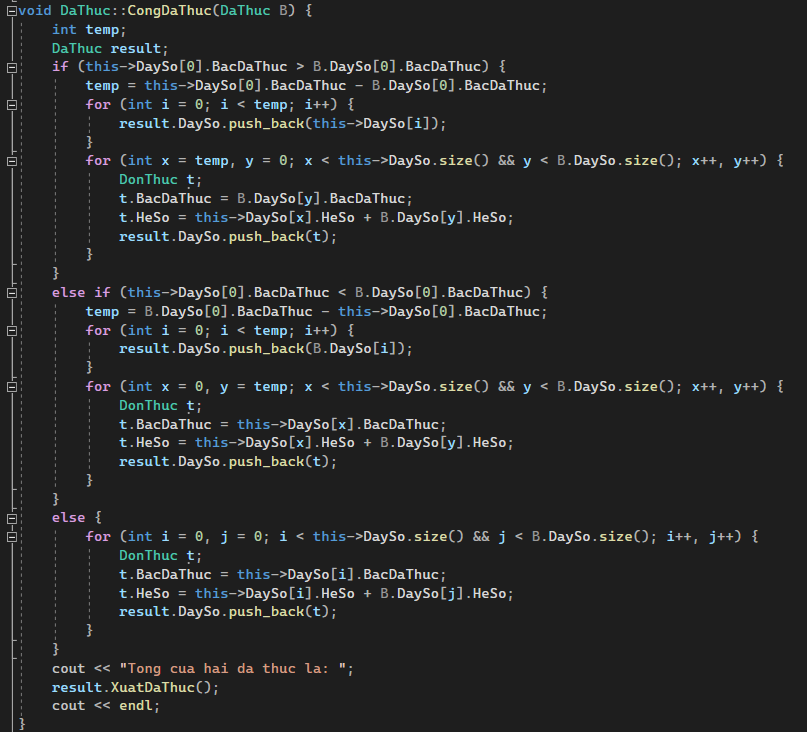 void DaThuc::CongDaThuc(DaThuc B) {
    int temp;
    DaThuc result;
    if (this->DaySo[0].BacDaThuc > B.DaySo[0].BacDaThuc) {
        temp = this->DaySo[0].BacDaThuc - B.DaySo[0].BacDaThuc;
        for (int i = 0; i < temp; i++) {
            result.DaySo.push_back(this->DaySo[i]);
        }
        for (int x = temp, y = 0; x < this->DaySo.size() && y < B.DaySo.size(); x++, y++) {
            DonThuc t;
            t.BacDaThuc = B.DaySo[y].BacDaThuc;
            t.HeSo = this->DaySo[x].HeSo + B.DaySo[y].HeSo;
            result.DaySo.push_back(t);
        }
    }
    else if (this->DaySo[0].BacDaThuc < B.DaySo[0].BacDaThuc) {
        temp = B.DaySo[0].BacDaThuc - this->DaySo[0].BacDaThuc;
        for (int i = 0; i < temp; i++) {
            result.DaySo.push_back(B.DaySo[i]);
        }
        for (int x = 0, y = temp; x < this->DaySo.size() && y < B.DaySo.size(); x++, y++) {
            DonThuc t;
            t.BacDaThuc = this->DaySo[x].BacDaThuc;
            t.HeSo = this->DaySo[x].HeSo + B.DaySo[y].HeSo;
            result.DaySo.push_back(t);
        }
    }
    else {
        for (int i = 0, j = 0; i < this->DaySo.size() && j < B.DaySo.size(); i++, j++) {
            DonThuc t;
            t.BacDaThuc = this->DaySo[i].BacDaThuc;
            t.HeSo = this->DaySo[i].HeSo + B.DaySo[j].HeSo;
            result.DaySo.push_back(t);
        }
    }
    cout << "Tong cua hai da thuc la: ";
    result.XuatDaThuc();
    cout << endl;
}